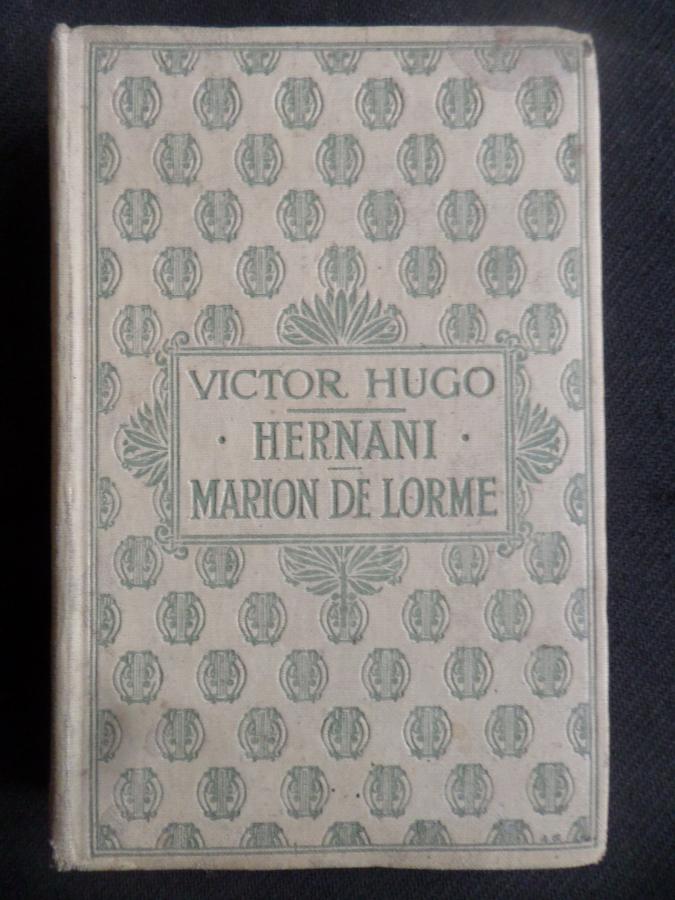 VICTOR HUGO
· HERNANI ·
MARION DE LORME